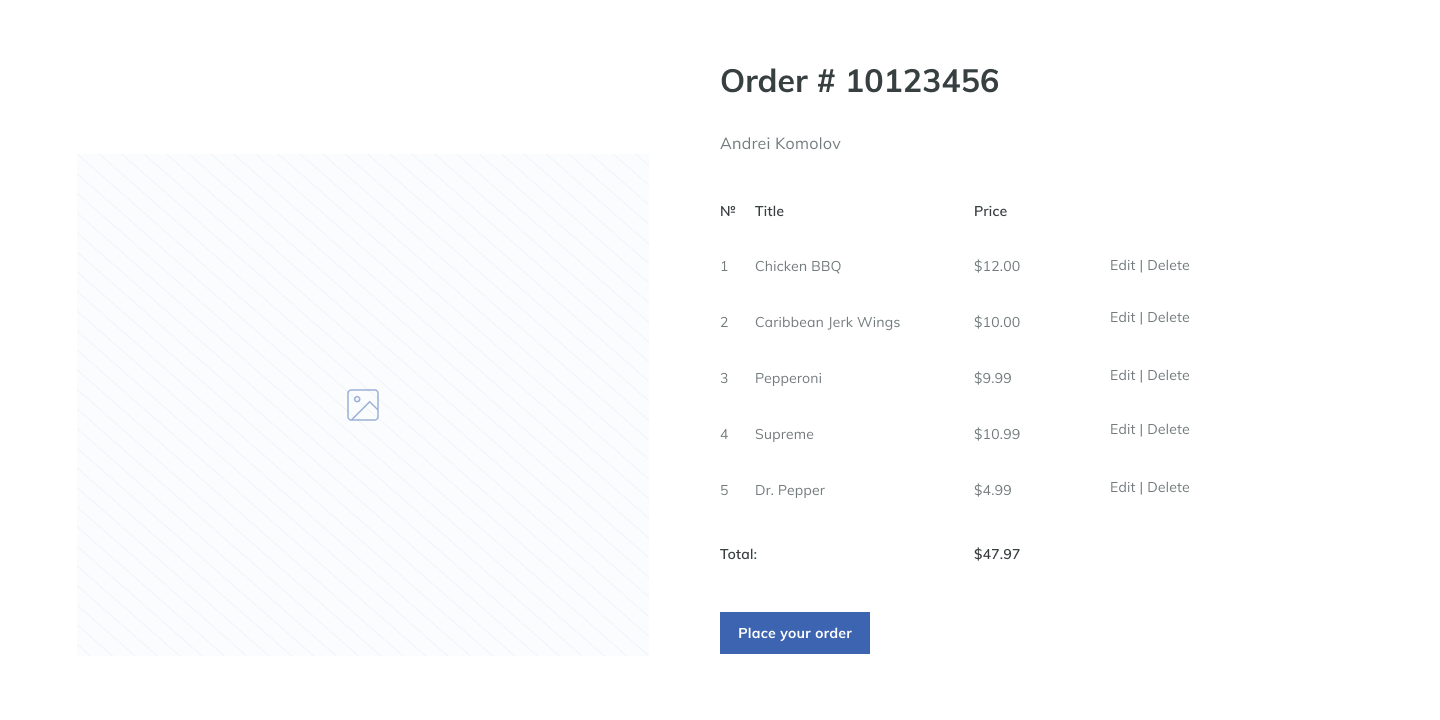 Order # 10123456
Andrei Komolov
№ Title Price
1 Chicken BBQ $12.00 Edit | Delete
2 Caribbean Jerk Wings $10.00 Edit | Delete
3 Pepperoni $9.99 Edit | Delete
4 Supreme $10.99 Edit | Delete
5 Dr. Pepper $4.99 Edit | Delete
Total: $47.97
Place your order